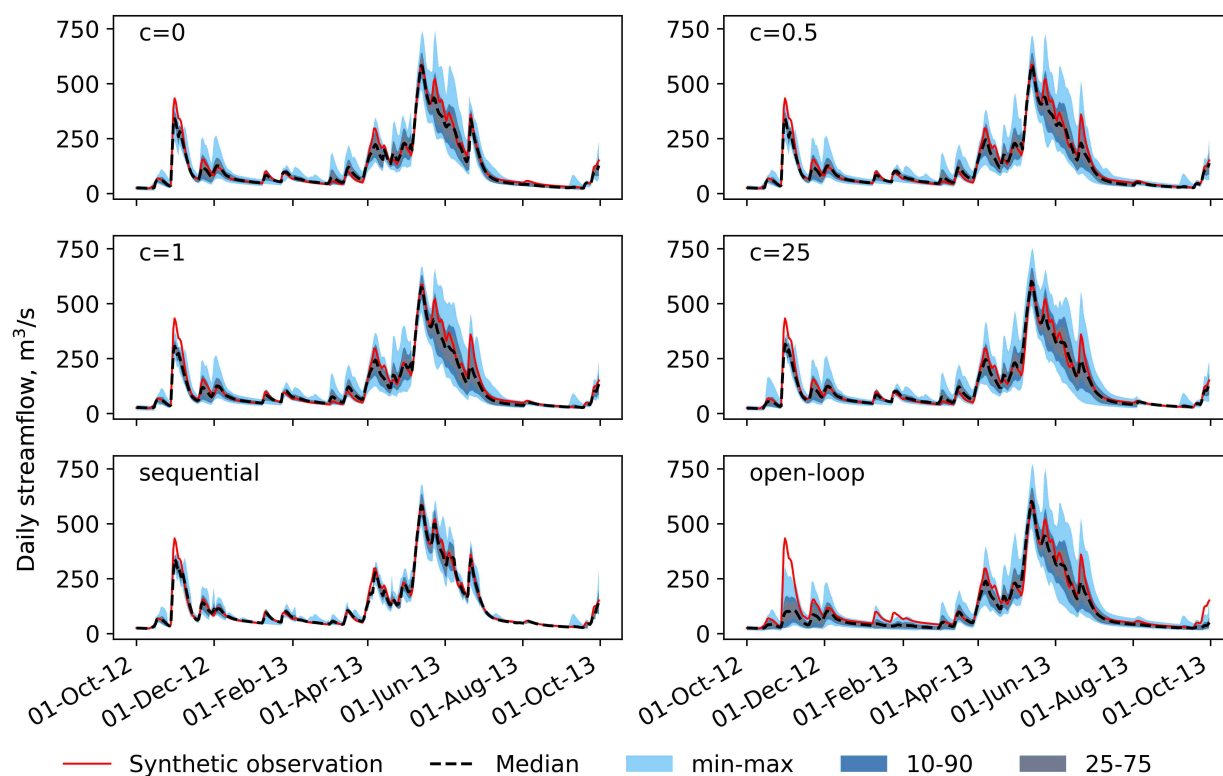 c=0
750
500
250
0
c=0.5
750
500
250
0
c=1
750
500
250
0
c=25
750
500
250
0
sequential
750
500
250
0
open-loop
750
500
250
0
Daily streamflow, m³/s
01-Oct-12 01-Dec-12 01-Feb-13 01-Apr-13 01-Jun-13 01-Aug-13 01-Oct-13
01-Oct-12 01-Dec-12 01-Feb-13 01-Apr-13 01-Jun-13 01-Aug-13 01-Oct-13
Synthetic observation Median min-max 10-90 25-75